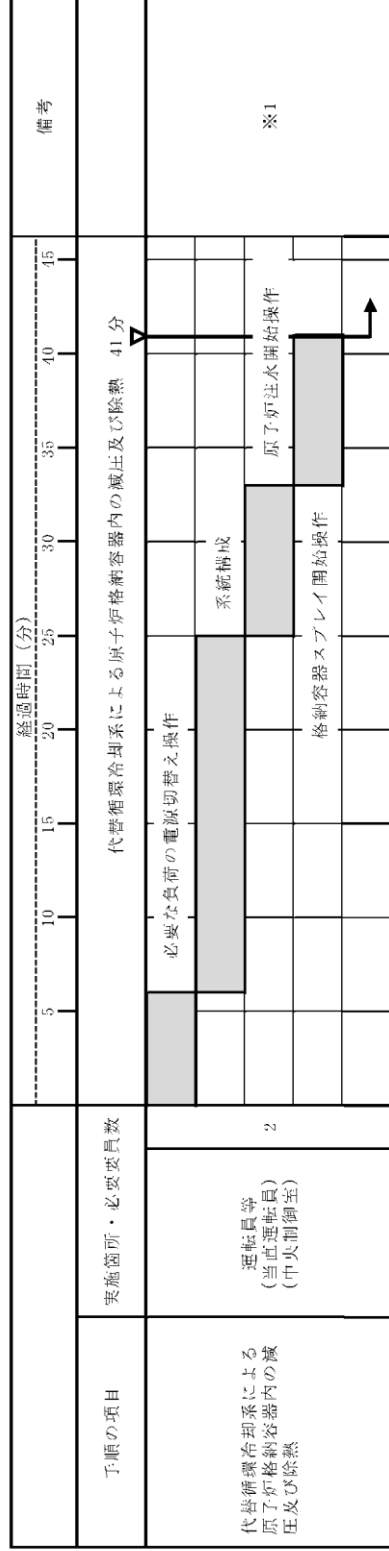 手順の項目
実施箇所・必要要員数
経過時間（分）
5
10
15
20
25
30
35
40
45
備考
代替循環冷却系による原子炉格納容器内の減圧及び除熱 41 分
代替循環冷却系による
原子炉格納容器内の減
圧及び除熱
運転員等
(当直運転員)
(中央制御室)
2
必要な負荷の電源切替え操作
系統構成
原子炉注水開始操作
格納容器スプレイ開始操作
※1